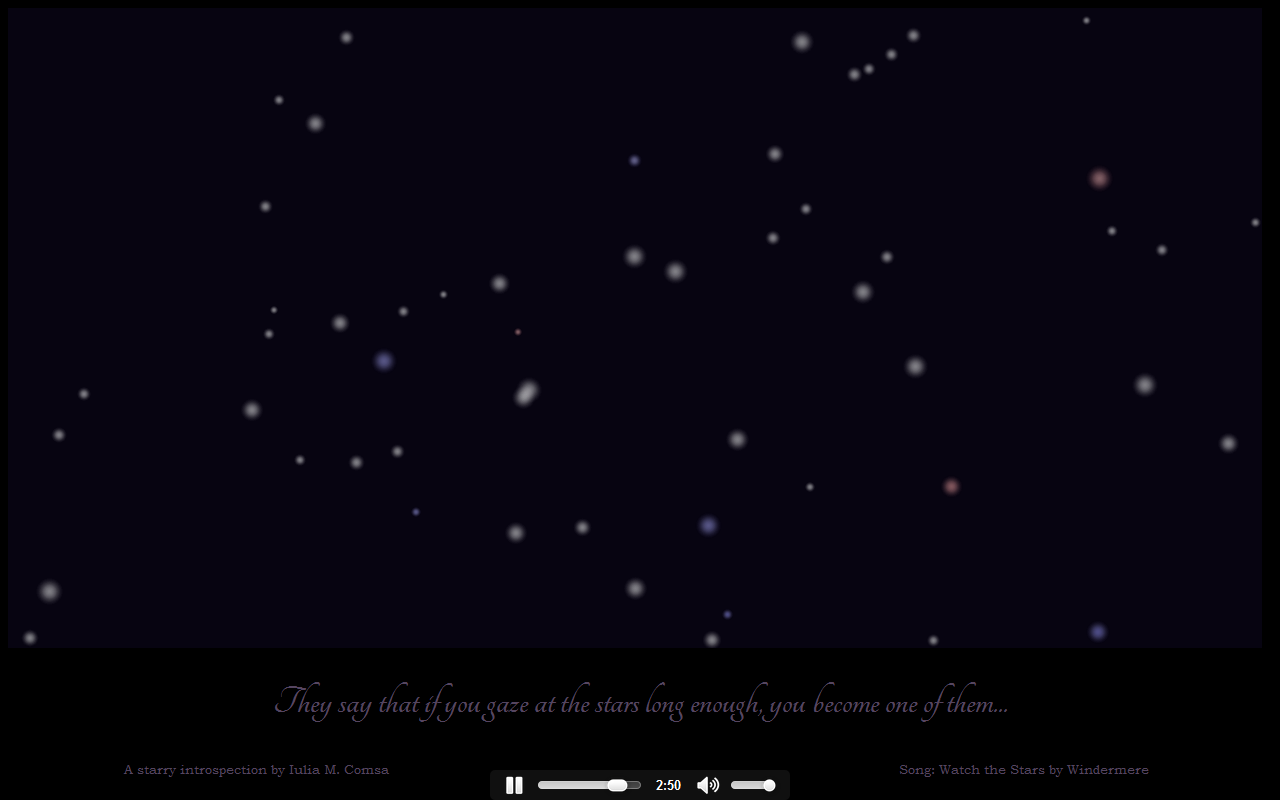 They say that if you gaze at the stars long enough, you become one of them...
A starry introspection by Iulia M. Comsa
2:50
Song: Watch the Stars by Windermere